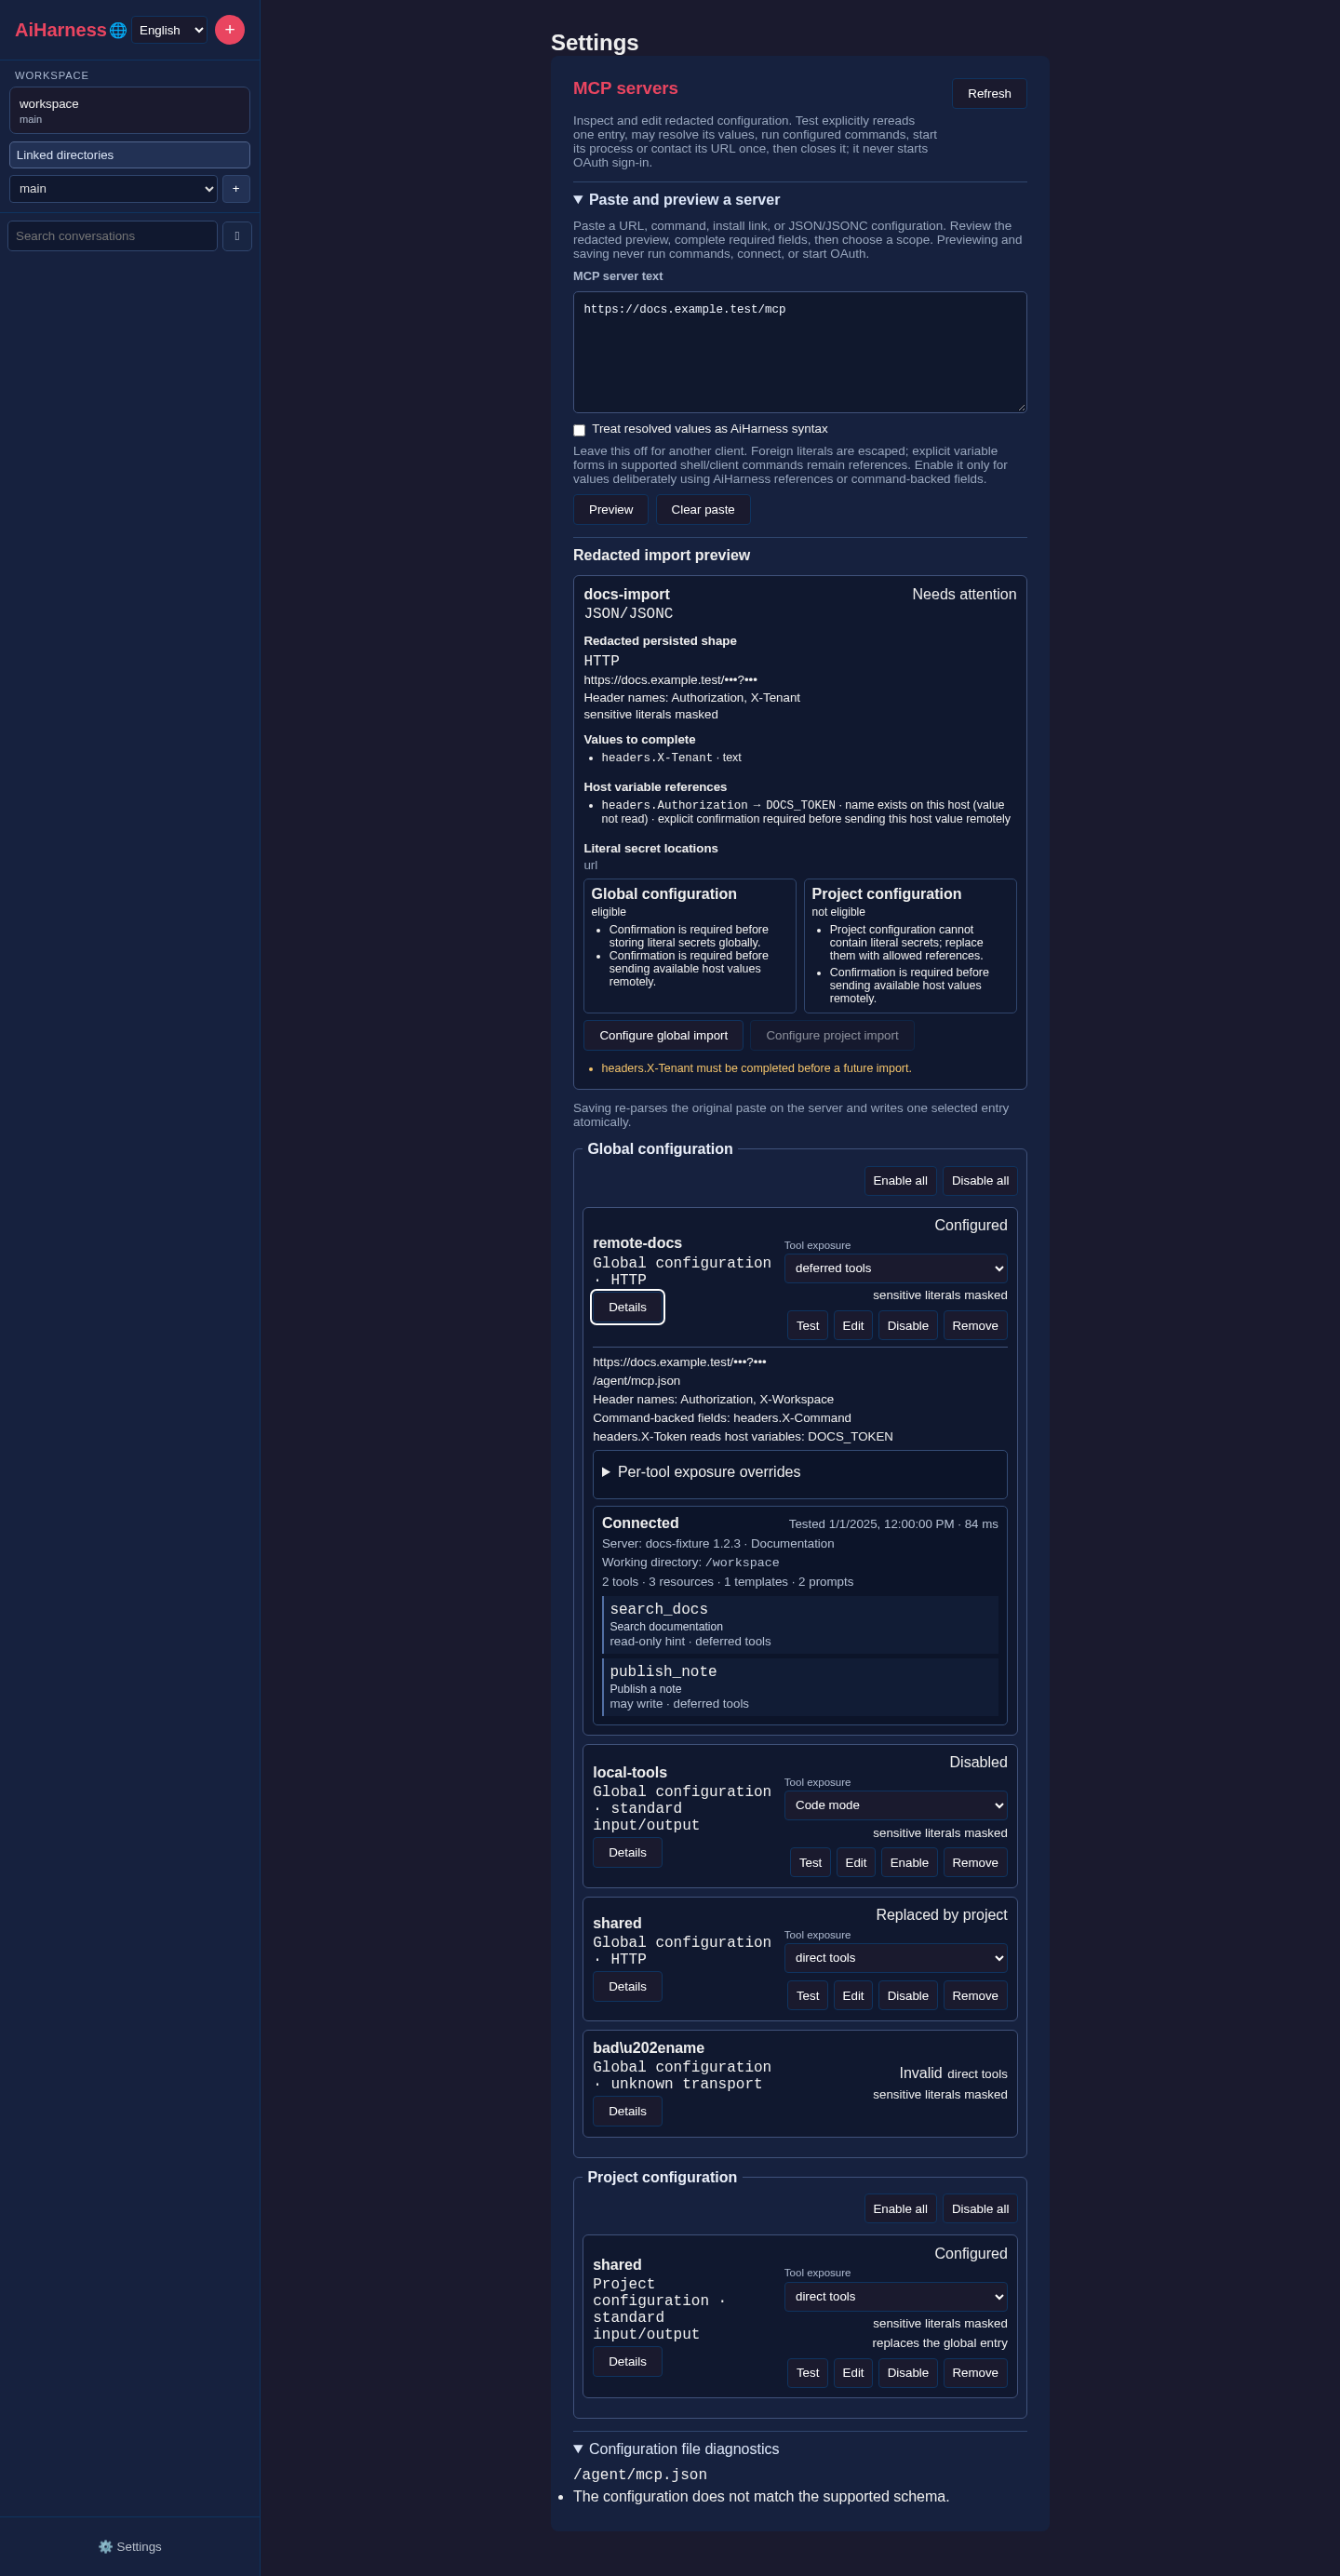 AiHarness
English
+
WORKSPACE
workspace
main
Linked directories
main
+
Search conversations
Settings
MCP servers
Refresh
Inspect and edit redacted configuration. Test explicitly rereads
one entry, may resolve its values, run configured commands, start
its process or contact its URL once, then closes it; it never starts
OAuth sign-in.
Paste and preview a server
Paste a URL, command, install link, or JSON/JSONC configuration. Review the
redacted preview, complete required fields, then choose a scope. Previewing and
saving never run commands, connect, or start OAuth.
MCP server text
https://docs.example.test/mcp
Treat resolved values as AiHarness syntax
Leave this off for another client. Foreign literals are escaped; explicit variable
forms in supported shell/client commands remain references. Enable it only for
values deliberately using AiHarness references or command-backed fields.
Preview
Clear paste
Redacted import preview
docs-import
Needs attention
JSON/JSONC
Redacted persisted shape
HTTP
https://docs.example.test/•••?•••
Header names: Authorization, X-Tenant
sensitive literals masked
Values to complete
• headers.X-Tenant · text
Host variable references
• headers.Authorization → DOCS_TOKEN · name exists on this host (value
not read) · explicit confirmation required before sending this host value remotely
Literal secret locations
url
Global configuration
eligible
• Confirmation is required before
storing literal secrets globally.
• Confirmation is required before
sending available host values
remotely.
Project configuration
not eligible
• Project configuration cannot
contain literal secrets; replace
them with allowed references.
• Confirmation is required before
sending available host values
remotely.
Configure global import
Configure project import
• headers.X-Tenant must be completed before a future import.
Saving re-parses the original paste on the server and writes one selected entry
atomically.
Global configuration
Enable all
Disable all
remote-docs
Global configuration
· HTTP
Details
Configured
Tool exposure
deferred tools
sensitive literals masked
Test
Edit
Disable
Remove
https://docs.example.test/•••?•••
/agent/mcp.json
Header names: Authorization, X-Workspace
Command-backed fields: headers.X-Command
headers.X-Token reads host variables: DOCS_TOKEN
Per-tool exposure overrides
Connected
Tested 1/1/2025, 12:00:00 PM · 84 ms
Server: docs-fixture 1.2.3 · Documentation
Working directory: /workspace
2 tools · 3 resources · 1 templates · 2 prompts
search_docs
Search documentation
read-only hint · deferred tools
publish_note
Publish a note
may write · deferred tools
local-tools
Global configuration
· standard
input/output
Details
Disabled
Tool exposure
Code mode
sensitive literals masked
Test
Edit
Enable
Remove
shared
Global configuration
· HTTP
Details
Replaced by project
Tool exposure
direct tools
Test
Edit
Disable
Remove
bad\u202ename
Global configuration
· unknown transport
Details
Invalid direct tools
sensitive literals masked
Project configuration
Enable all
Disable all
shared
Project
configuration ·
standard
input/output
Details
Configured
Tool exposure
direct tools
sensitive literals masked
replaces the global entry
Test
Edit
Disable
Remove
Configuration file diagnostics
/agent/mcp.json
• The configuration does not match the supported schema.
Settings